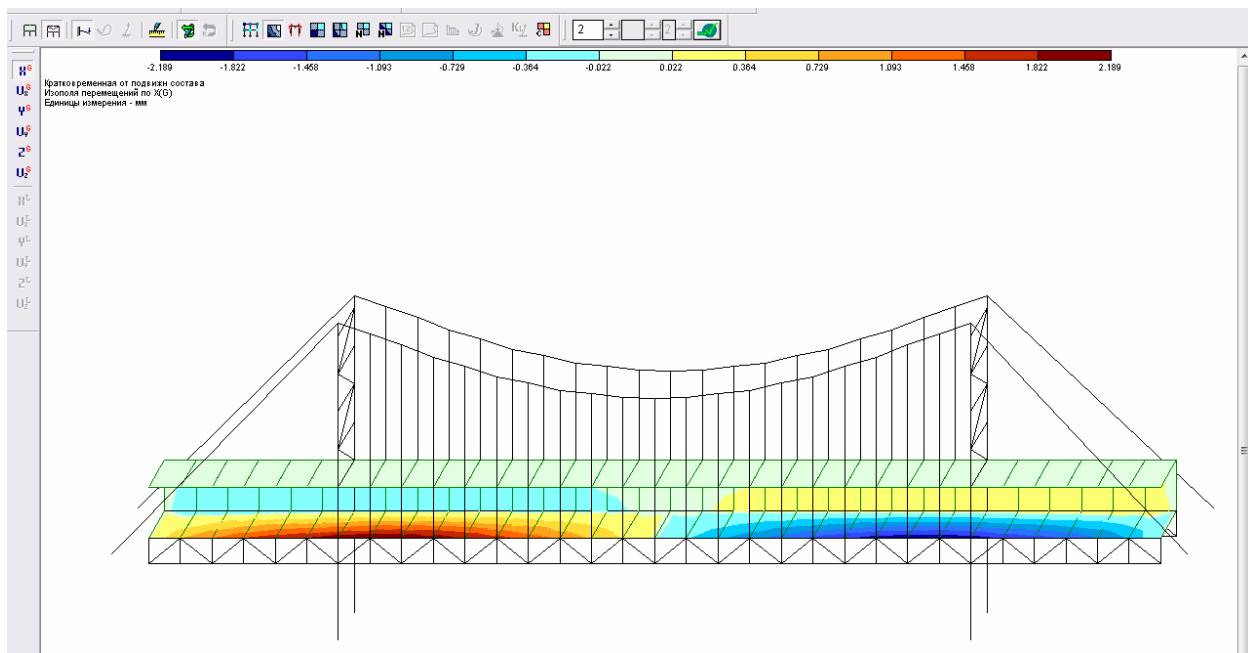 2
2
-2.189 -1.822 -1.458 -1.093 -0.729 -0.364 -0.022 0.022 0.364 0.729 1.093 1.458 1.822 2.189
Кратковременная от подвижн состава
Изополя перемещений по X(G)
Единицы измерения - мм
X G
U G X
Y G
U G Y
Z G
U G Z